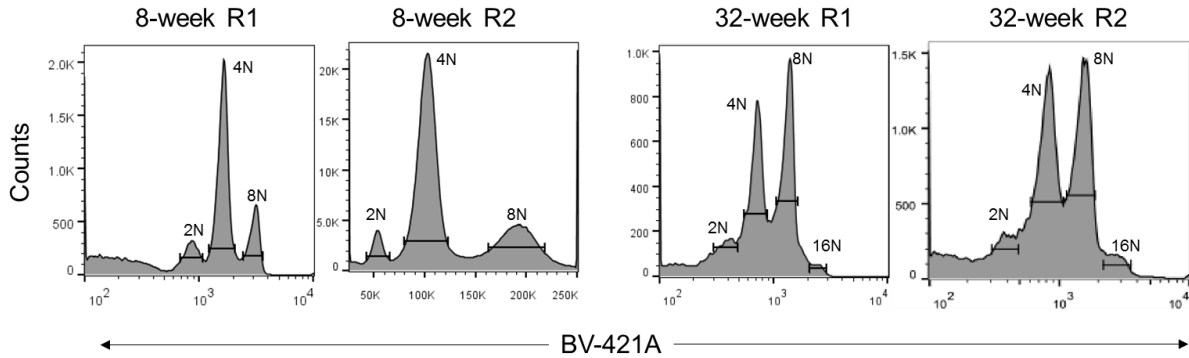 8-week R1
8-week R2
32-week R1
32-week R2
Counts
2.0K
1.5K
1.0K
500
0
2N
4N
8N
10²
10³
10⁴
20K
15K
10K
5.0K
0
2N
4N
8N
50K
100K
150K
200K
250K
1.0K
800
600
400
200
0
2N
4N
8N
16N
10²
10³
10⁴
1.5K
1.0K
500
0
2N
4N
8N
16N
10²
10³
10⁴
BV-421A